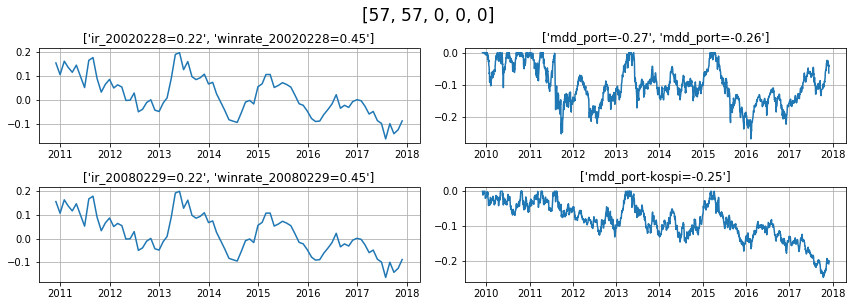 [57, 57, 0, 0, 0]
['ir_20020228=0.22', 'winrate_20020228=0.45']
0.2
0.1
0.0
−0.1
2011 2012 2013 2014 2015 2016 2017 2018
['mdd_port=-0.27', 'mdd_port=-0.26']
0.0
−0.1
−0.2
2010 2011 2012 2013 2014 2015 2016 2017 2018
['ir_20080229=0.22', 'winrate_20080229=0.45']
0.2
0.1
0.0
−0.1
2011 2012 2013 2014 2015 2016 2017 2018
['mdd_port-kospi=-0.25']
0.0
−0.1
−0.2
2010 2011 2012 2013 2014 2015 2016 2017 2018